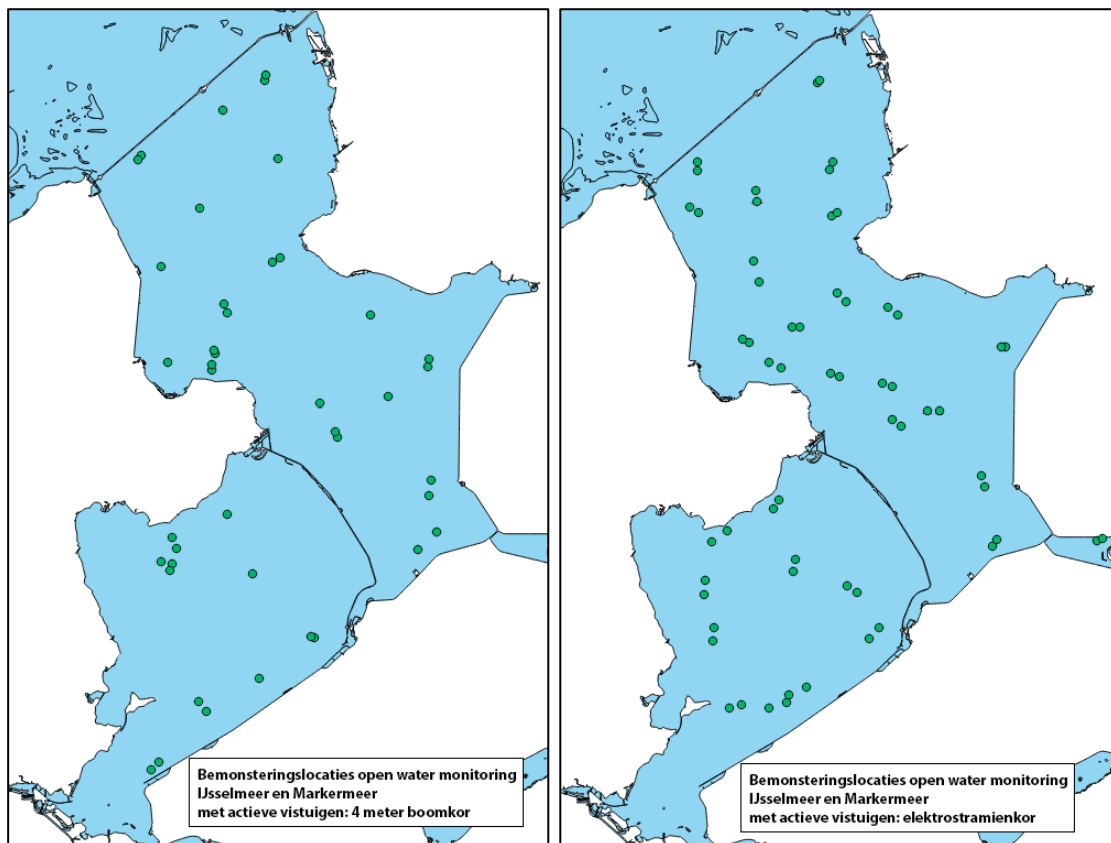 Bemonsteringslocaties open water monitoring
IJsselmeer en Markermeer
met actieve vistuigen: 4 meter boomkor
Bemonsteringslocaties open water monitoring
IJsselmeer en Markermeer
met actieve vistuigen: elektrostramienkor